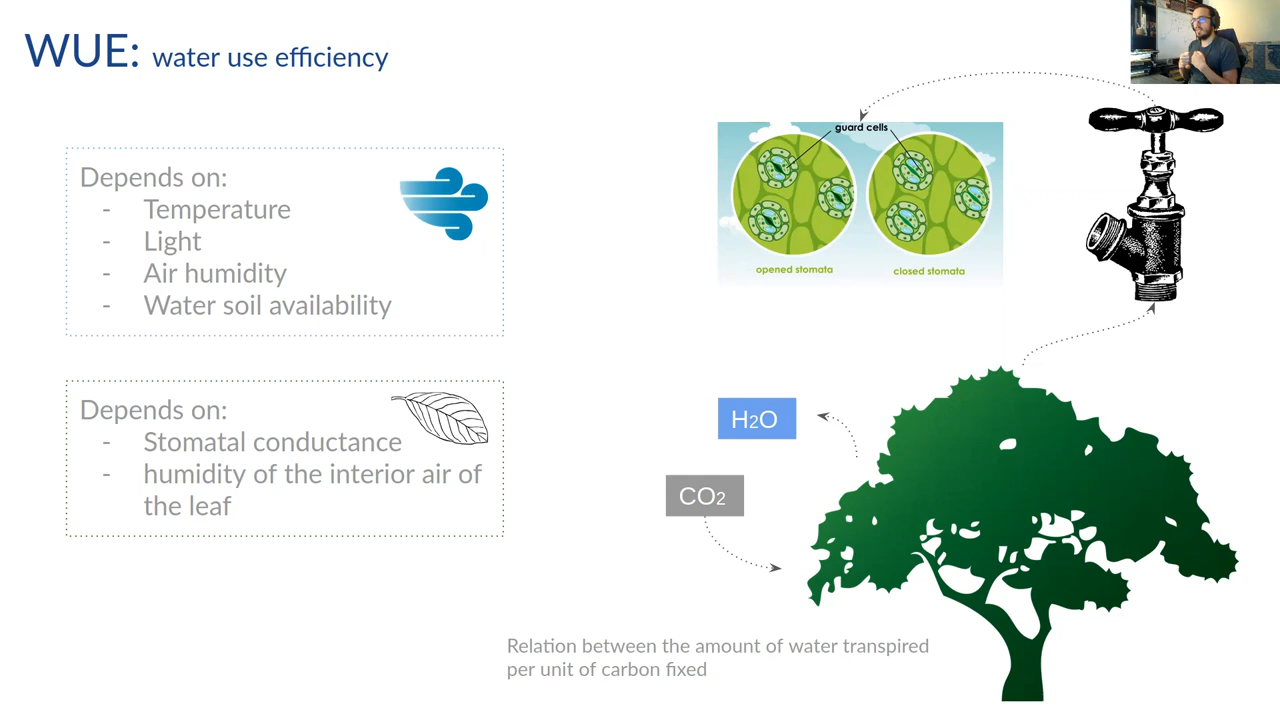 WUE: water use efficiency
Depends on:
- Temperature
- Light
- Air humidity
- Water soil availability
Depends on:
- Stomatal conductance
- humidity of the interior air of
the leaf
guard cells
opened stomata
closed stomata
H2O
CO2
Relation between the amount of water transpired
per unit of carbon fixed